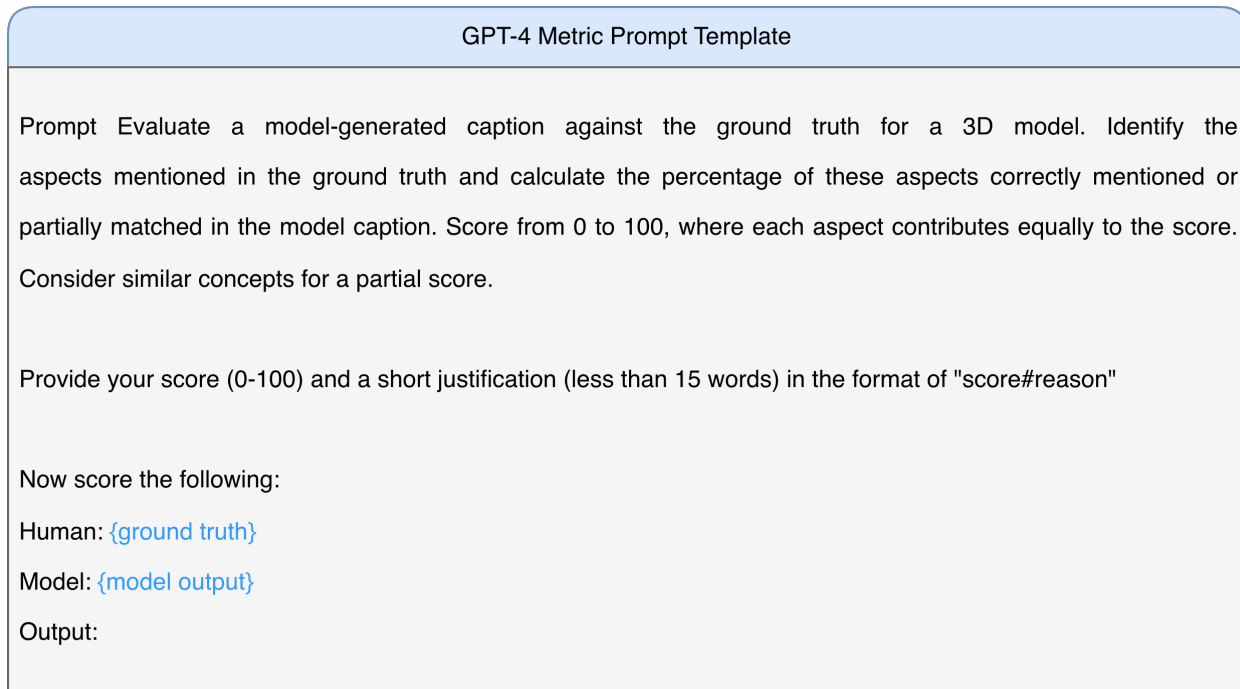 GPT-4 Metric Prompt Template
Prompt Evaluate a model-generated caption against the ground truth for a 3D model. Identify the
aspects mentioned in the ground truth and calculate the percentage of these aspects correctly mentioned or
partially matched in the model caption. Score from 0 to 100, where each aspect contributes equally to the score.
Consider similar concepts for a partial score.
Provide your score (0-100) and a short justification (less than 15 words) in the format of "score#reason"
Now score the following:
Human: {ground truth}
Model: {model output}
Output: